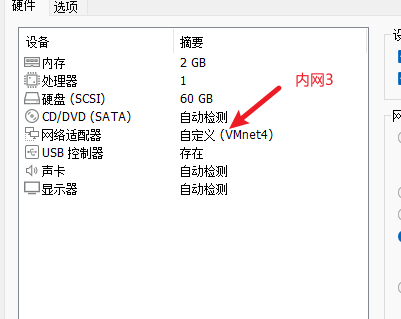 硬件 选项
设备 摘要
内存 2 GB
处理器 1
内网3
硬盘 (SCSI) 60 GB
CD/DVD (SATA) 自动检测
网络适配器 自定义 (VMnet4)
USB 控制器 存在
声卡 自动检测
显示器 自动检测